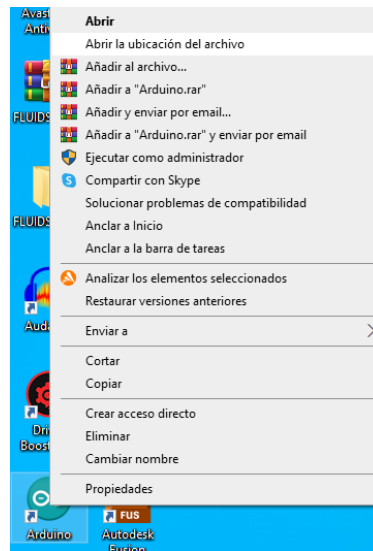 Abrir
Abrir la ubicación del archivo
Añadir al archivo...
Añadir a "Arduino.rar"
Añadir y enviar por email...
Añadir a "Arduino.rar" y enviar por email
Ejecutar como administrador
Compartir con Skype
Solucionar problemas de compatibilidad
Anclar a Inicio
Anclar a la barra de tareas
Analizar los elementos seleccionados
Restaurar versiones anteriores
Enviar a
Cortar
Copiar
Crear acceso directo
Eliminar
Cambiar nombre
Propiedades
FUS
Arduino
Autodesk
Fusion